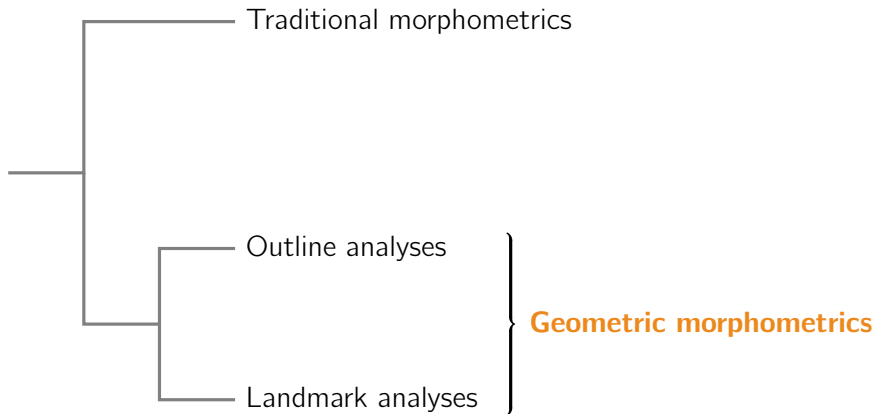 Traditional morphometrics
Outline analyses
Geometric morphometrics
Landmark analyses